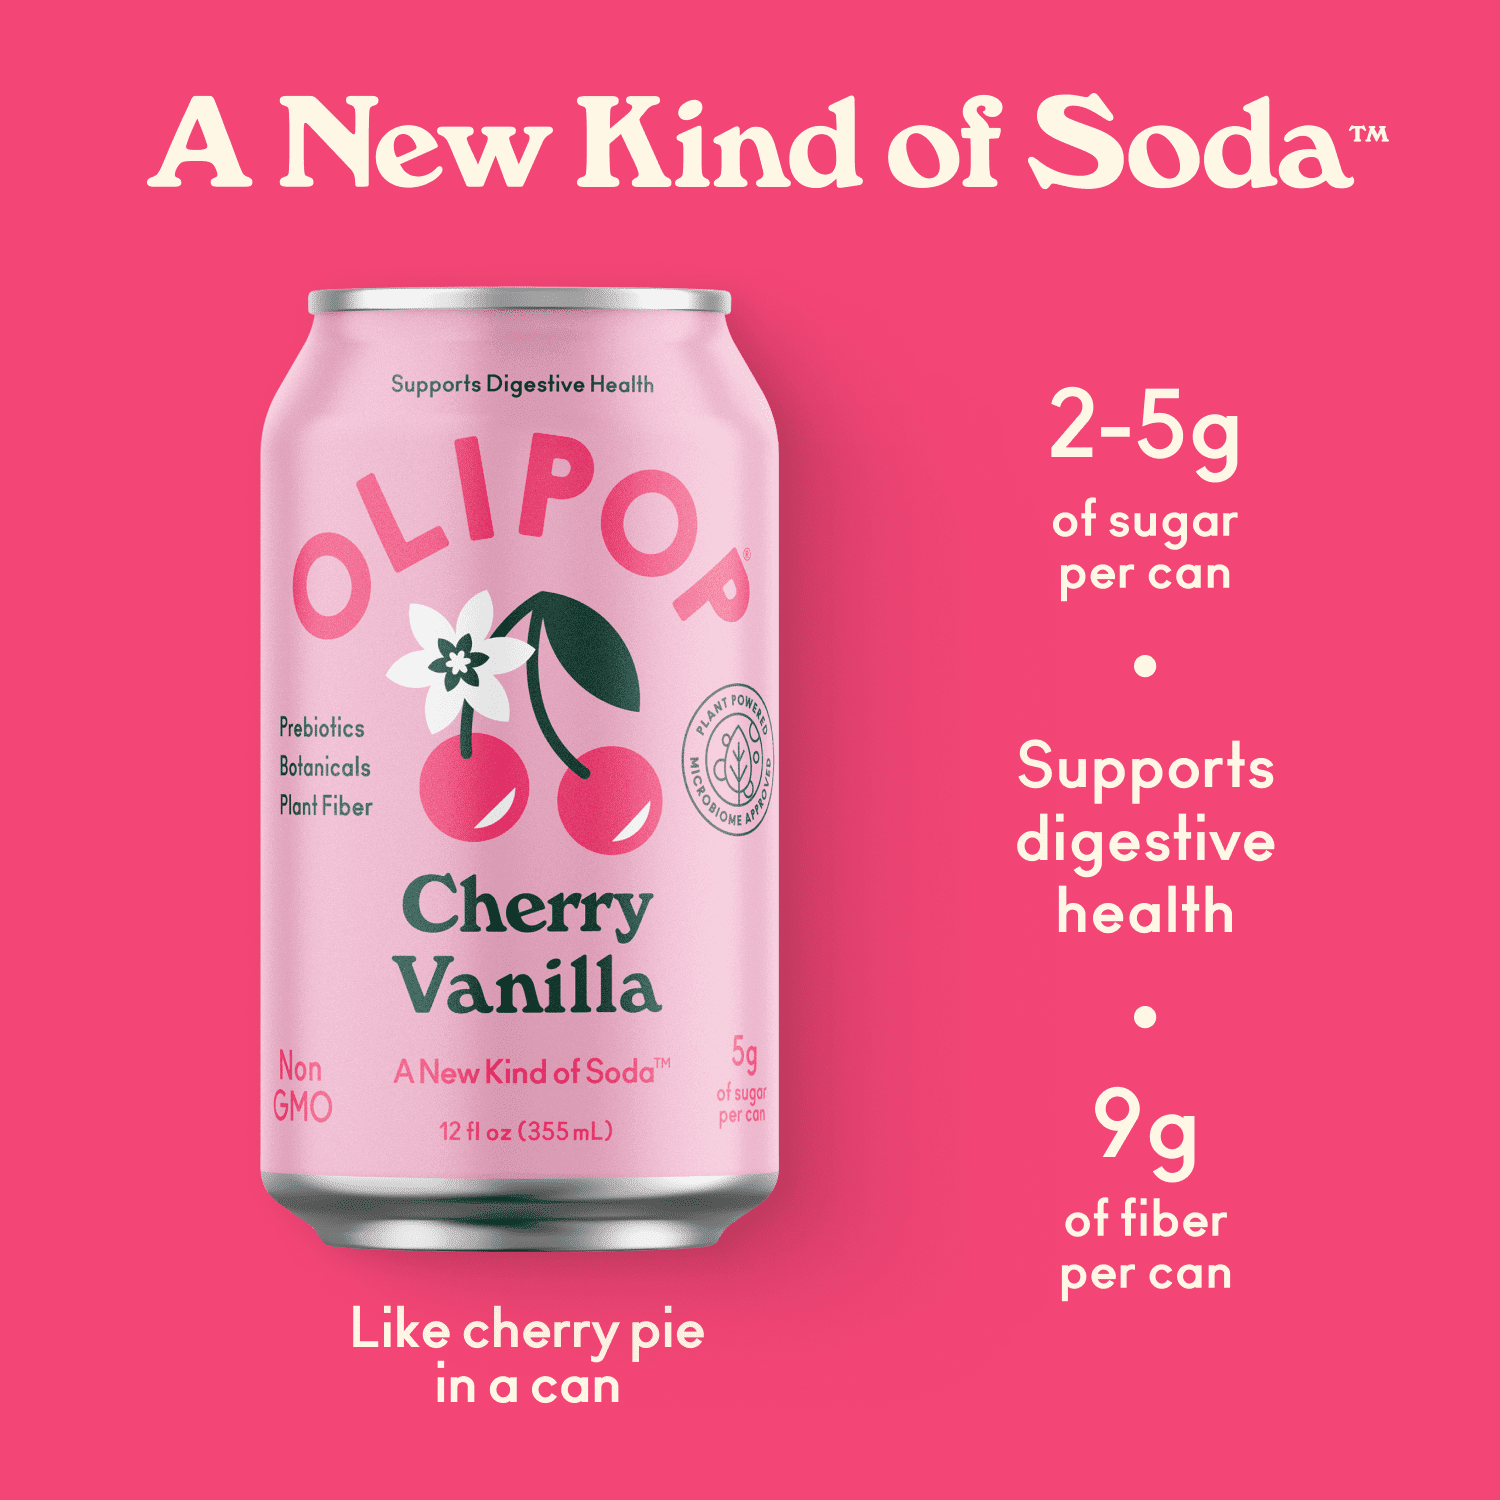 A New Kind of Soda™
Supports Digestive Health
OLIPOP®
Prebiotics
Botanicals
Plant Fiber
PLANT POWERED
MICROBIOME APPROVED
Cherry
Vanilla
Non
GMO
A New Kind of Soda™
12 fl oz (355 mL)
5g
of sugar
per can
Like cherry pie
in a can
2-5g
of sugar
per can
Supports
digestive
health
9g
of fiber
per can